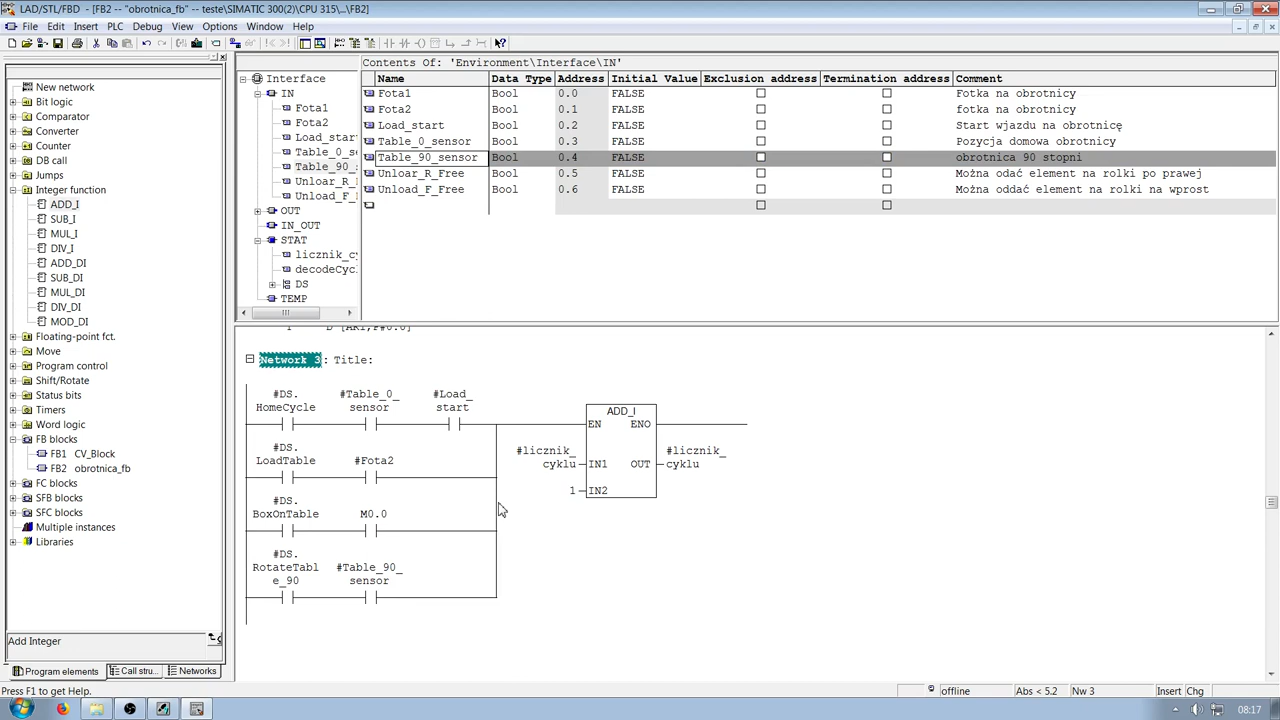 LAD/STL/FBD - [FB2 -- "obrotnica_fb" -- teste\SIMATIC 300(2)\CPU 315\...\FB2]
File Edit Insert PLC Debug View Options Window Help
New network
Bit logic
Comparator
Converter
Counter
DB call
Jumps
Integer function
ADD_I
SUB_I
MUL_I
DIV_I
ADD_DI
SUB_DI
MUL_DI
DIV_DI
MOD_DI
Floating-point fct.
Move
Program control
Shift/Rotate
Status bits
Timers
Word logic
FB blocks
FB1 CV_Block
FB2 obrotnica_fb
FC blocks
SFB blocks
SFC blocks
Multiple instances
Libraries
Add Integer
Program elements Call stru... Networks
Interface
IN
Fota1
Fota2
Load_star
Table_0_s
Table_90_
Unloar_R_F
Unload_F_F
OUT
IN_OUT
STAT
licznik_cy
decodeCyc
DS
TEMP
Contents Of: 'Environment\Interface\IN'
Name Data Type Address Initial Value Exclusion address Termination address Comment
Fota1 Bool 0.0 FALSE Fotka na obrotnicy
Fota2 Bool 0.1 FALSE fotka na obrotnicy
Load_start Bool 0.2 FALSE Start wjazdu na obrotnicę
Table_0_sensor Bool 0.3 FALSE Pozycja domowa obrotnicy
Table_90_sensor Bool 0.4 FALSE obrotnica 90 stopni
Unloar_R_Free Bool 0.5 FALSE Można odać element na rolki po prawej
Unload_F_Free Bool 0.6 FALSE Można oddać element na rolki na wprost
Network 3: Title:
#DS. #Table_0_ #Load_
HomeCycle sensor start
ADD_I
EN ENO
#DS.
LoadTable #Fota2
#licznik_ #licznik_
cyklu IN1 OUT cyklu
1 IN2
#DS.
BoxOnTable M0.0
#DS.
RotateTabl #Table_90_
e_90 sensor
Press F1 to get Help. offline Abs < 5.2 Nw 3 Insert Chg
08:17